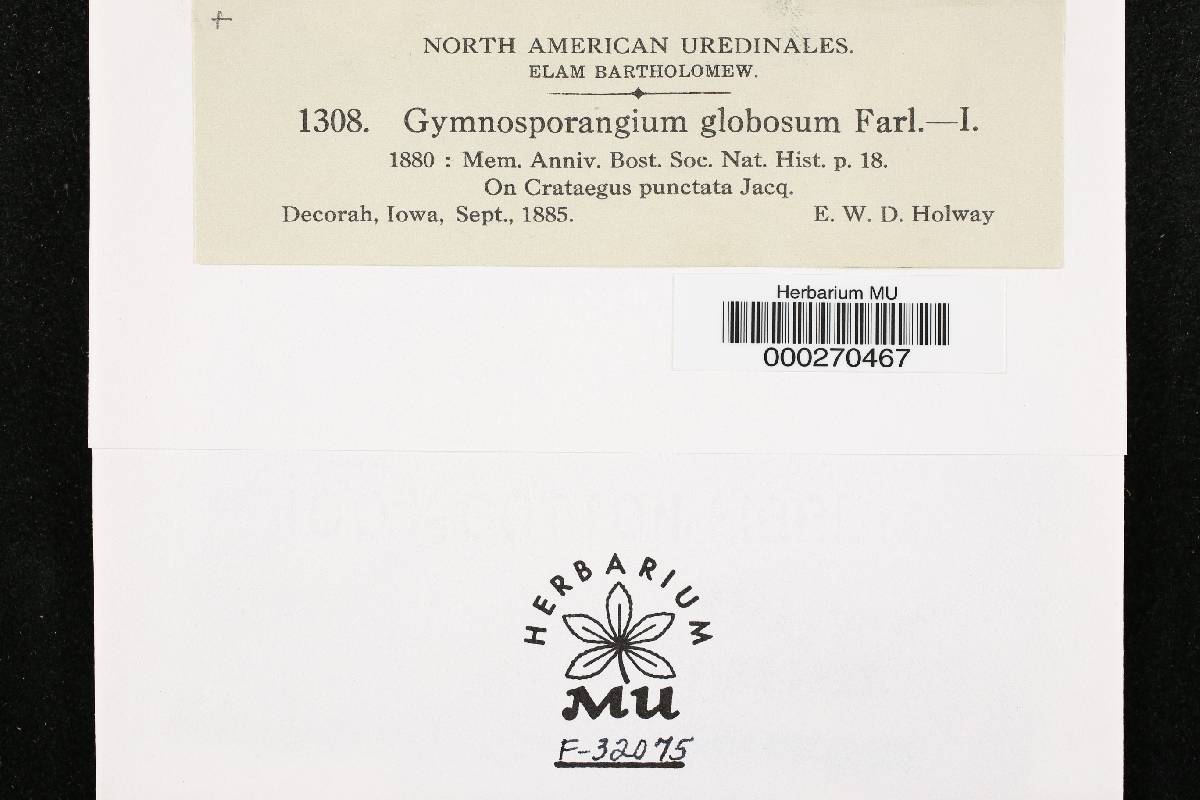 NORTH AMERICAN UREDINALES.
ELAM BARTHOLOMEW.
1308. Gymnosporangium globosum Farl.—I.
1880 : Mem. Anniv. Bost. Soc. Nat. Hist. p. 18.
On Crataegus punctata Jacq.
Decorah, Iowa, Sept., 1885. E. W. D. Holway
Herbarium MU
000270467
HERBARIUM
MU
F-32075